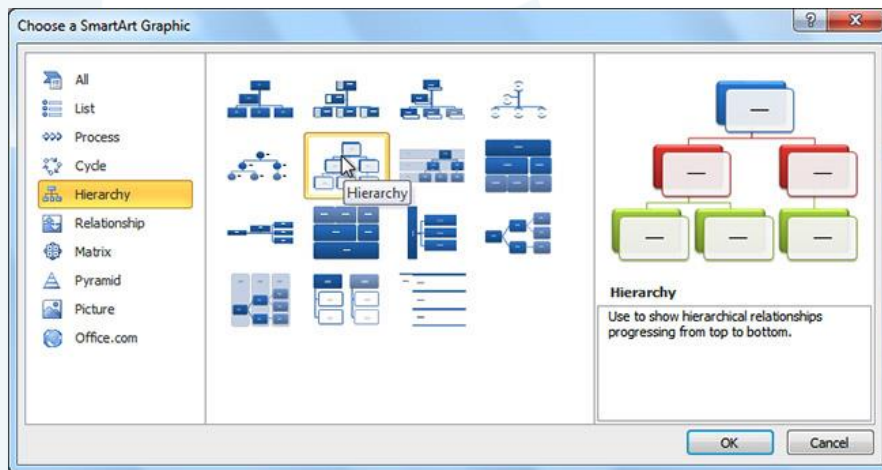 Choose a SmartArt Graphic
All
List
Process
Cycle
Hierarchy
Relationship
Matrix
Pyramid
Picture
Office.com
Hierarchy
Hierarchy
Use to show hierarchical relationships
progressing from top to bottom.
OK
Cancel